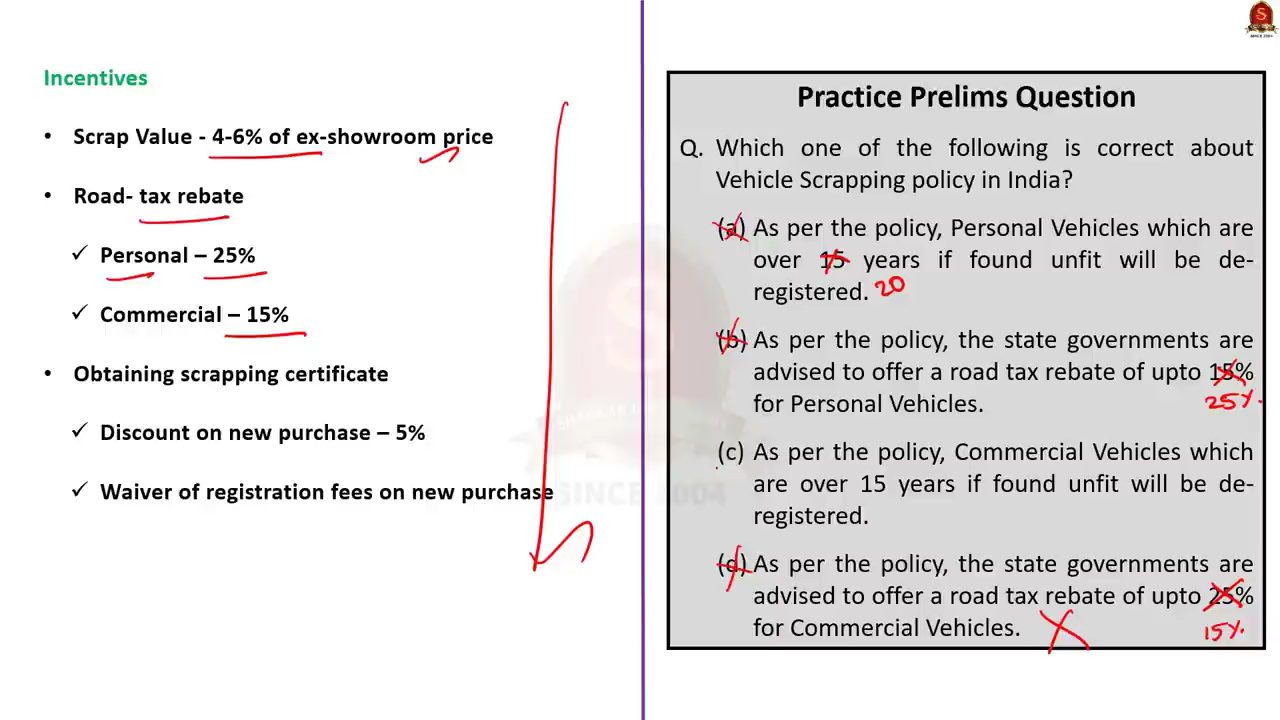 Incentives
• Scrap Value - 4-6% of ex-showroom price
• Road- tax rebate
✓ Personal – 25%
✓ Commercial – 15%
• Obtaining scrapping certificate
✓ Discount on new purchase – 5%
✓ Waiver of registration fees on new purchase
S
SINCE 2004
Practice Prelims Question
Q. Which one of the following is correct about
Vehicle Scrapping policy in India?
(a) As per the policy, Personal Vehicles which are
over 15 years if found unfit will be de-
registered. 20
(b) As per the policy, the state governments are
advised to offer a road tax rebate of upto 15%
25%.
for Personal Vehicles.
(c) As per the policy, Commercial Vehicles which
are over 15 years if found unfit will be de-
registered.
(d) As per the policy, the state governments are
advised to offer a road tax rebate of upto 25%
for Commercial Vehicles. 15%.
S
SINCE 2004